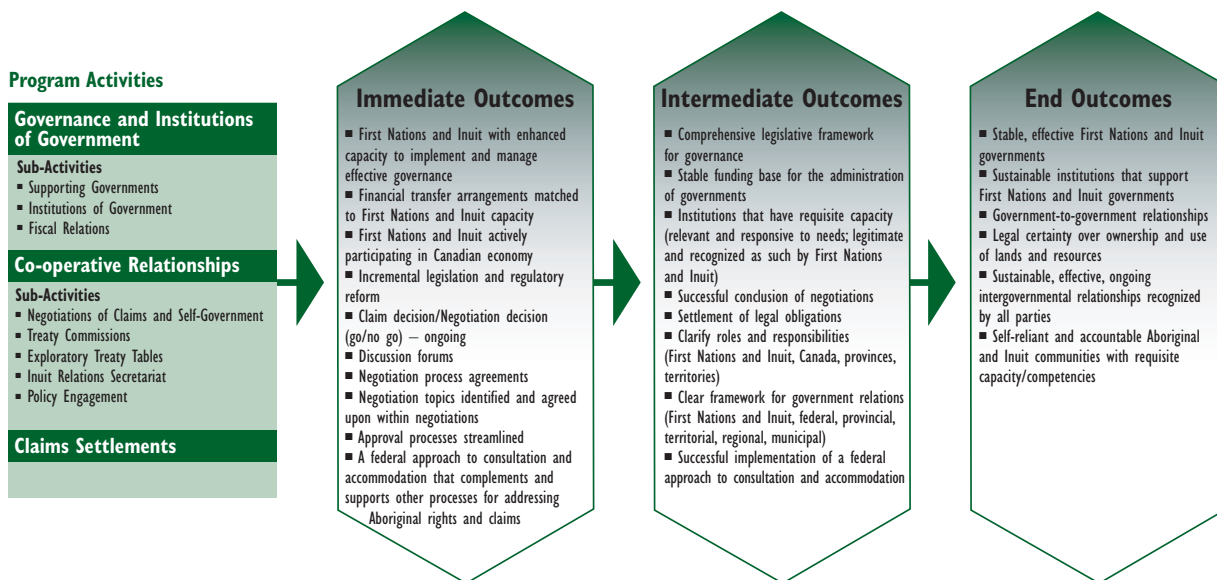 Program Activities
Governance and Institutions
of Government
Sub-Activities
▪ Supporting Governments
▪ Institutions of Government
▪ Fiscal Relations
Co-operative Relationships
Sub-Activities
▪ Negotiations of Claims and Self-Government
▪ Treaty Commissions
▪ Exploratory Treaty Tables
▪ Inuit Relations Secretariat
▪ Policy Engagement
Claims Settlements
Immediate Outcomes
■ First Nations and Inuit with enhanced
capacity to implement and manage
effective governance
■ Financial transfer arrangements matched
to First Nations and Inuit capacity
■ First Nations and Inuit actively
participating in Canadian economy
■ Incremental legislation and regulatory
reform
■ Claim decision/Negotiation decision
(go/no go) – ongoing
■ Discussion forums
■ Negotiation process agreements
■ Negotiation topics identified and agreed
upon within negotiations
■ Approval processes streamlined
■ A federal approach to consultation and
accommodation that complements and
supports other processes for addressing
Aboriginal rights and claims
Intermediate Outcomes
■ Comprehensive legislative framework
for governance
■ Stable funding base for the administration
of governments
■ Institutions that have requisite capacity
(relevant and responsive to needs; legitimate
and recognized as such by First Nations
and Inuit)
■ Successful conclusion of negotiations
■ Settlement of legal obligations
■ Clarify roles and responsibilities
(First Nations and Inuit, Canada, provinces,
territories)
■ Clear framework for government relations
(First Nations and Inuit, federal, provincial,
territorial, regional, municipal)
■ Successful implementation of a federal
approach to consultation and accommodation
End Outcomes
■ Stable, effective First Nations and Inuit
governments
■ Sustainable institutions that support
First Nations and Inuit governments
■ Government-to-government relationships
■ Legal certainty over ownership and use
of lands and resources
■ Sustainable, effective, ongoing
intergovernmental relationships recognized
by all parties
■ Self-reliant and accountable Aboriginal
and Inuit communities with requisite
capacity/competencies